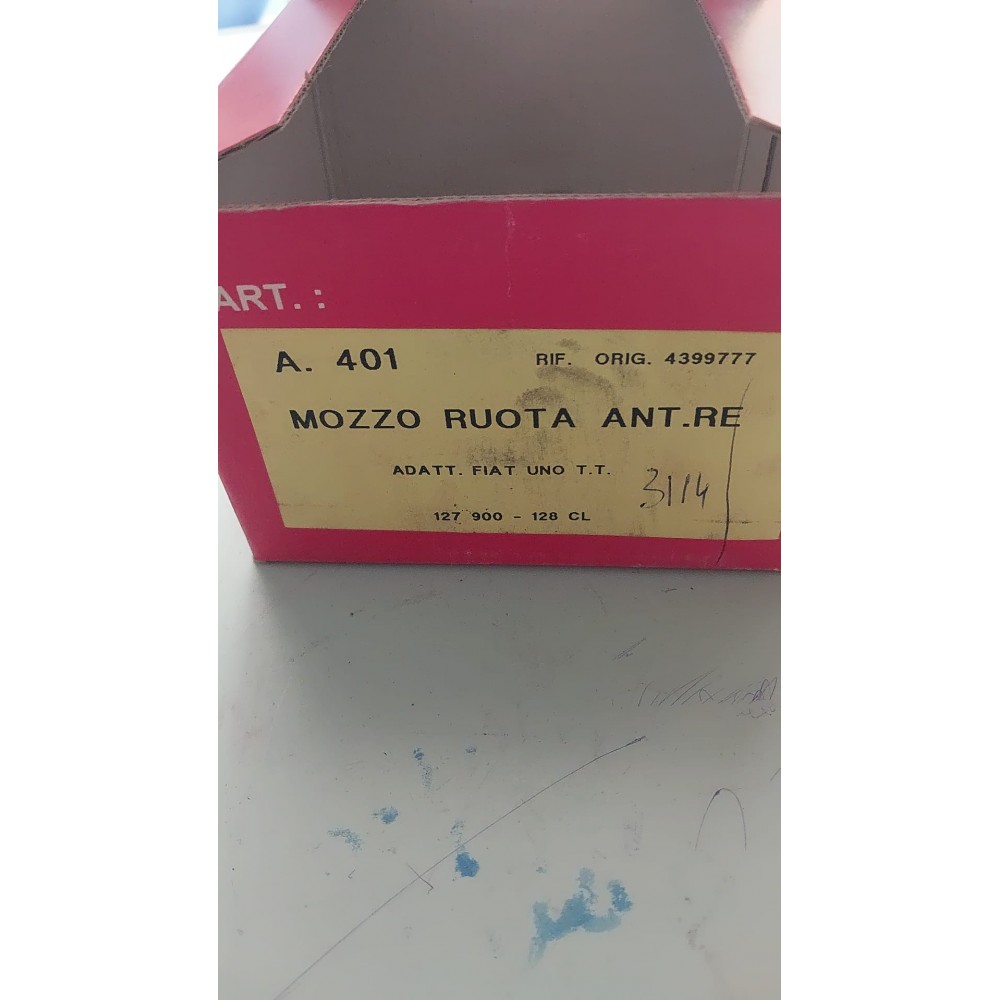 ART. :
A. 401 RIF. ORIG. 4399777
MOZZO RUOTA ANT.RE
ADATT. FIAT UNO T.T.
3114
127 900 - 128 CL